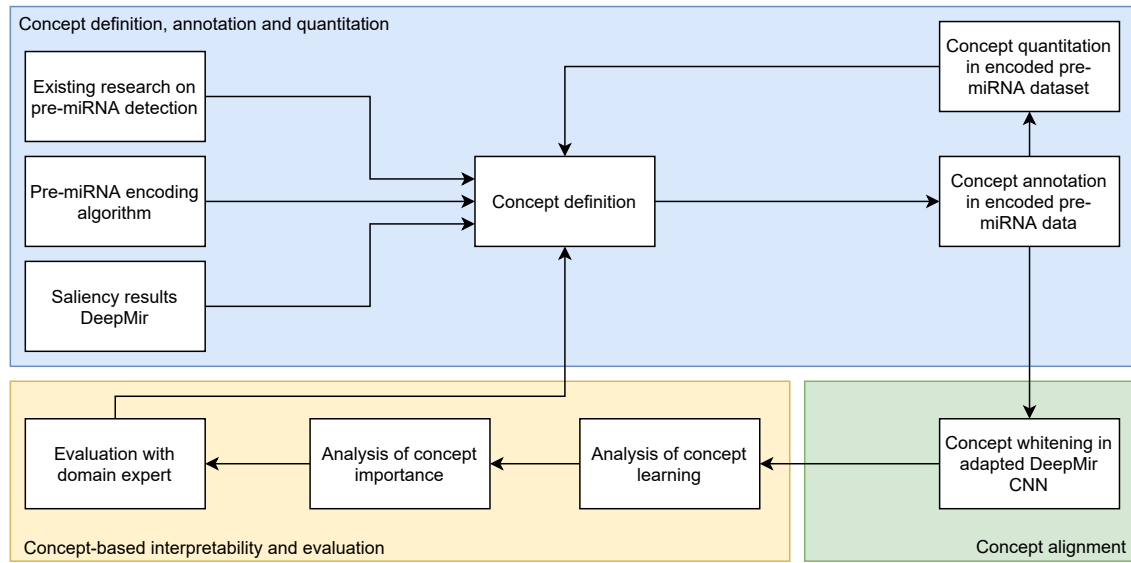 Concept definition, annotation and quantitation
Existing research on
pre-miRNA detection
Pre-miRNA encoding
algorithm
Saliency results
DeepMir
Concept definition
Concept quantitation
in encoded pre-
miRNA dataset
Concept annotation
in encoded pre-
miRNA data
Evaluation with
domain expert
Analysis of concept
importance
Analysis of concept
learning
Concept whitening in
adapted DeepMir
CNN
Concept-based interpretability and evaluation
Concept alignment